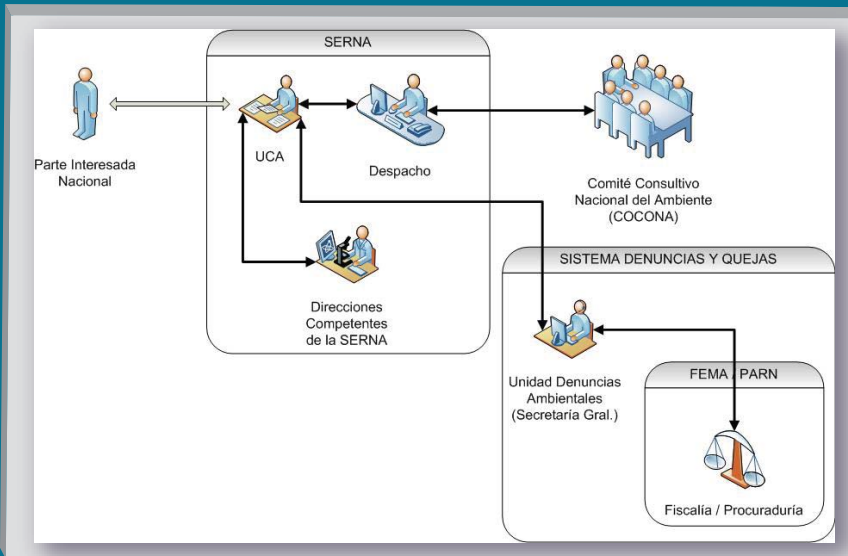 SERNA
Parte Interesada
Nacional
UCA
Despacho
Comité Consultivo
Nacional del Ambiente
(COCONA)
Direcciones
Competentes
de la SERNA
SISTEMA DENUNCIAS Y QUEJAS
Unidad Denuncias
Ambientales
(Secretaría Gral.)
FEMA / PARN
Fiscalía / Procuraduría